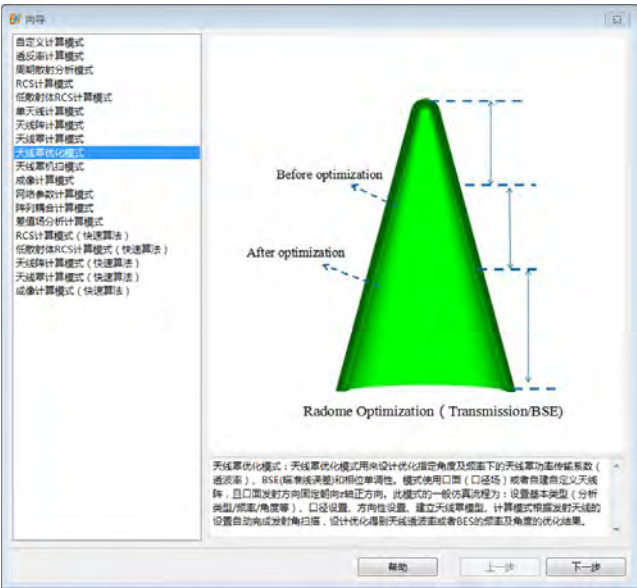 向导
自定义计算模式
透反率计算模式
周期散射分析模式
RCS计算模式
低散射体RCS计算模式
单天线计算模式
天线阵计算模式
天线罩计算模式
天线罩优化模式
天线罩机扫模式
成像计算模式
网络参数计算模式
阵列耦合计算模式
差值场分析计算模式
RCS计算模式（快速算法）
低散射体RCS计算模式（快速算法）
天线阵计算模式（快速算法）
天线罩计算模式（快速算法）
成像计算模式（快速算法）
Before optimization
After optimization
Radome Optimization（Transmission/BSE)
天线罩优化模式：天线罩优化模式用来设计优化指定角度及频率下的天线罩功率传输系数（
透波率）、BSE(瞄准线误差)和相位单调性。模式使用口面（口径场）或者自建自定义天线
阵，且口面发射方向固定朝向z轴正方向。此模式的一般仿真流程为：设置基本类型（分析
类型/频率/角度等）、口径设置、方向性设置、建立天线罩模型、计算模式根据发射天线的
设置自动完成发射角扫描，设计优化得到天线透波率或者BES的频率及角度的优化结果。
帮助
上一步
下一步